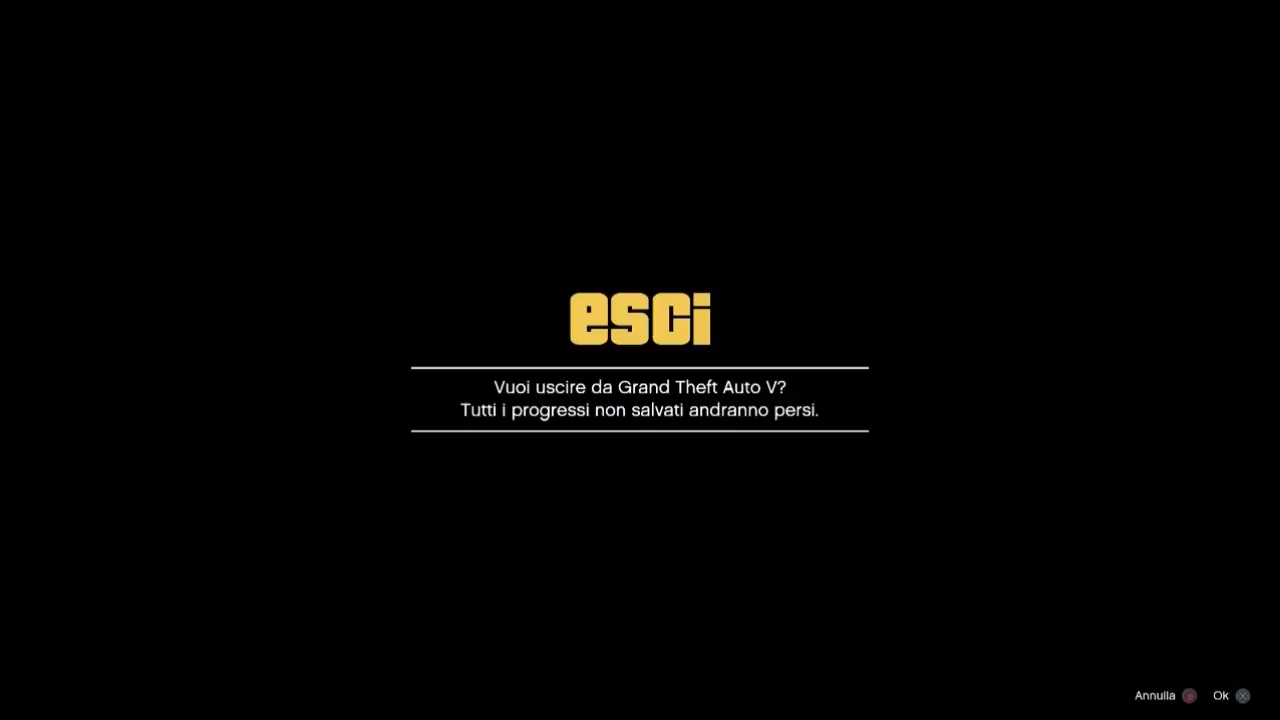 esci
Vuoi uscire da Grand Theft Auto V?
Tutti i progressi non salvati andranno persi.
Annulla Ok